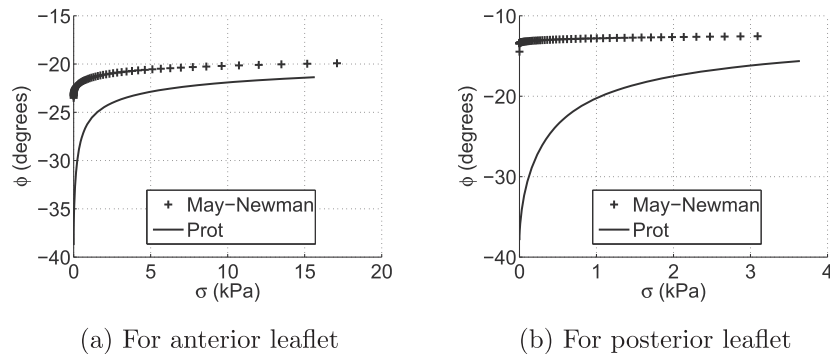 −15
−20
−25
−30
−35
−40
ϕ (degrees)
May−Newman
Prot
0 5 10 15 20
σ (kPa)
(a) For anterior leaflet
−10
−20
−30
−40
ϕ (degrees)
May−Newman
Prot
0 1 2 3 4
σ (kPa)
(b) For posterior leaflet